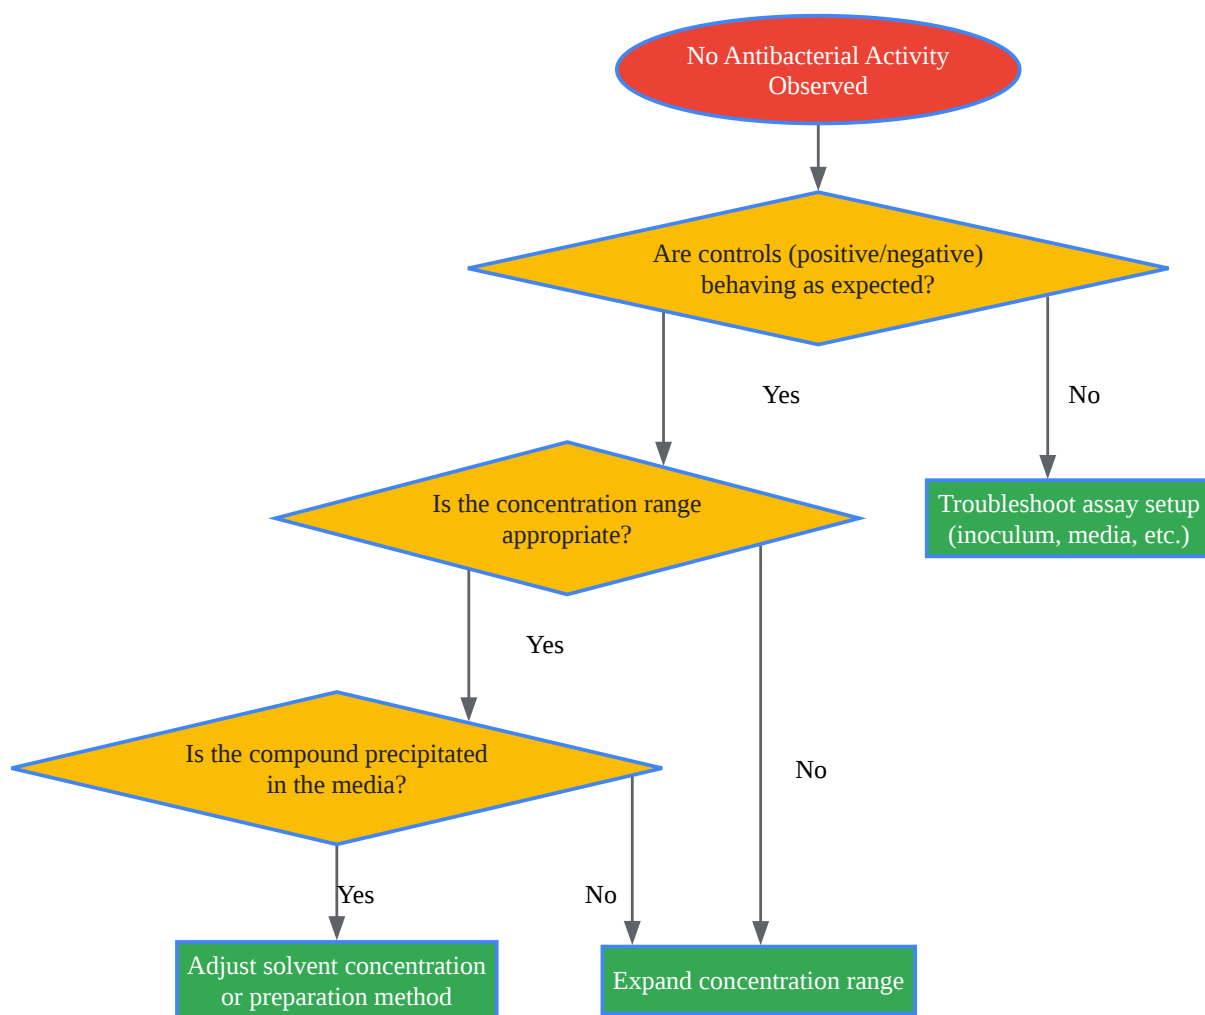 No Antibacterial Activity
Observed
Are controls (positive/negative)
behaving as expected?
Yes
No
Is the concentration range
appropriate?
Troubleshoot assay setup
(inoculum, media, etc.)
Yes
Is the compound precipitated
in the media?
No
Yes
No
Adjust solvent concentration
or preparation method
Expand concentration range